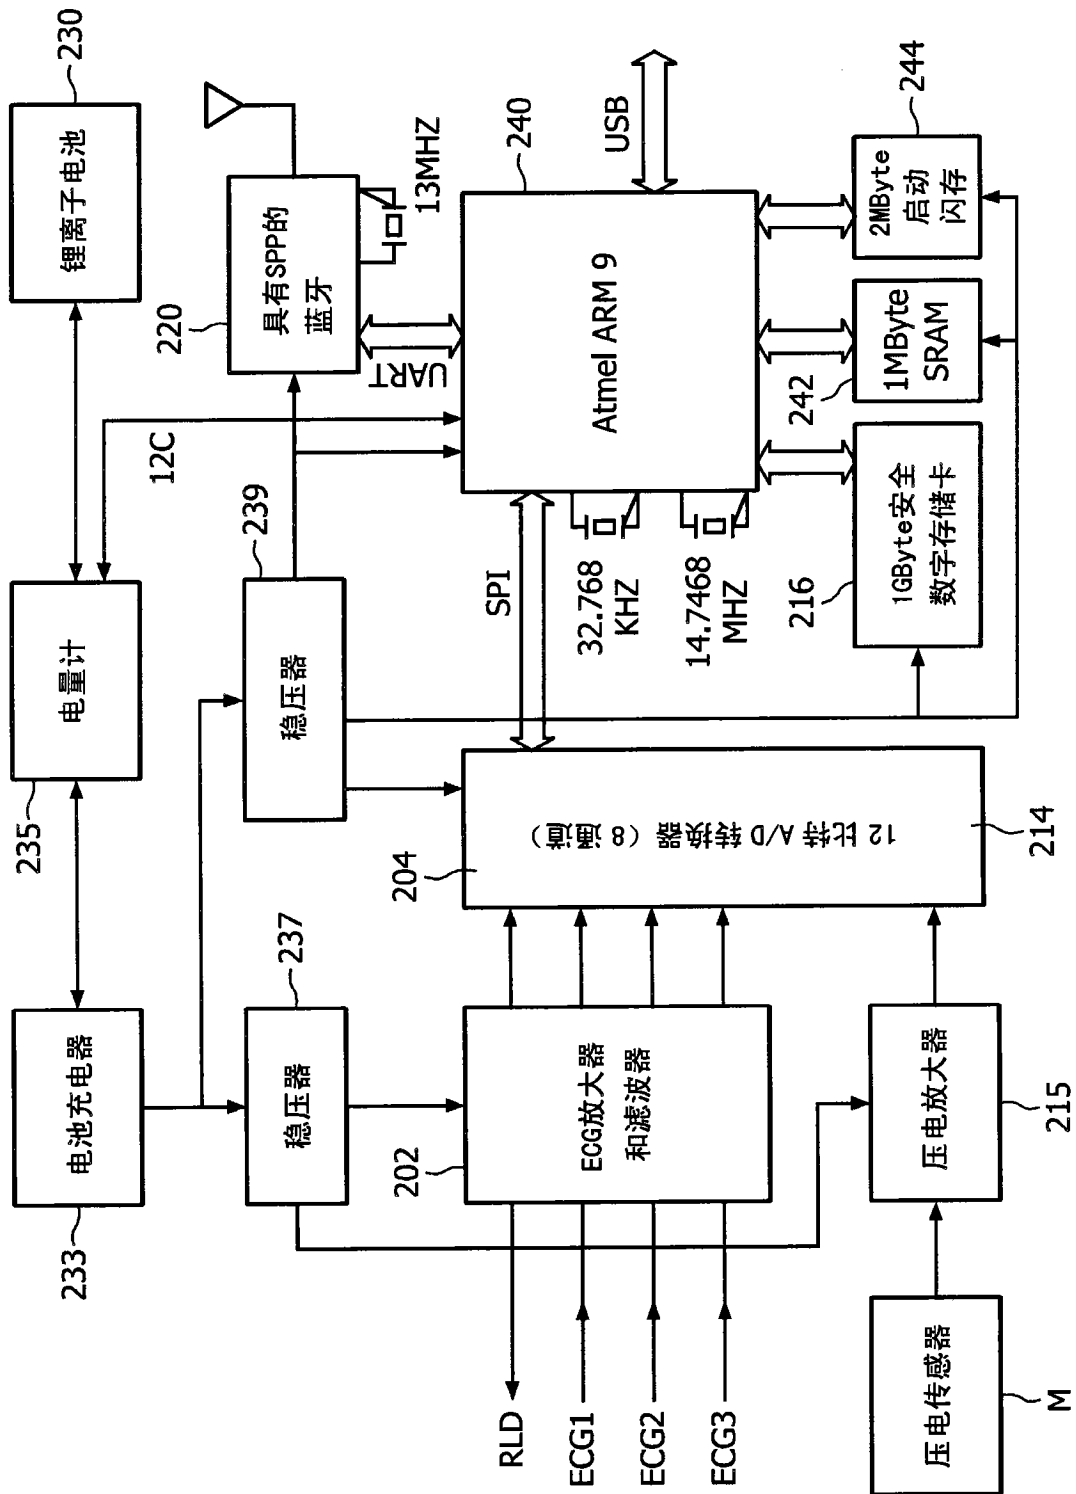 电池充电器
233
电量计
235
锂离子电池
230
稳压器
237
稳压器
239
12C
具有SPP的
蓝牙
220
13MHZ
UART
RLD
ECG1
ECG2
ECG3
ECG放大器
和滤波器
202
12比特A/D转换器（8通道）
204
214
SPI
Atmel ARM 9
240
USB
32.768
KHZ
14.7468
MHZ
压电传感器
M
压电放大器
215
1GByte安全
数字存储卡
216
1MByte
SRAM
242
2MByte
启动
闪存
244